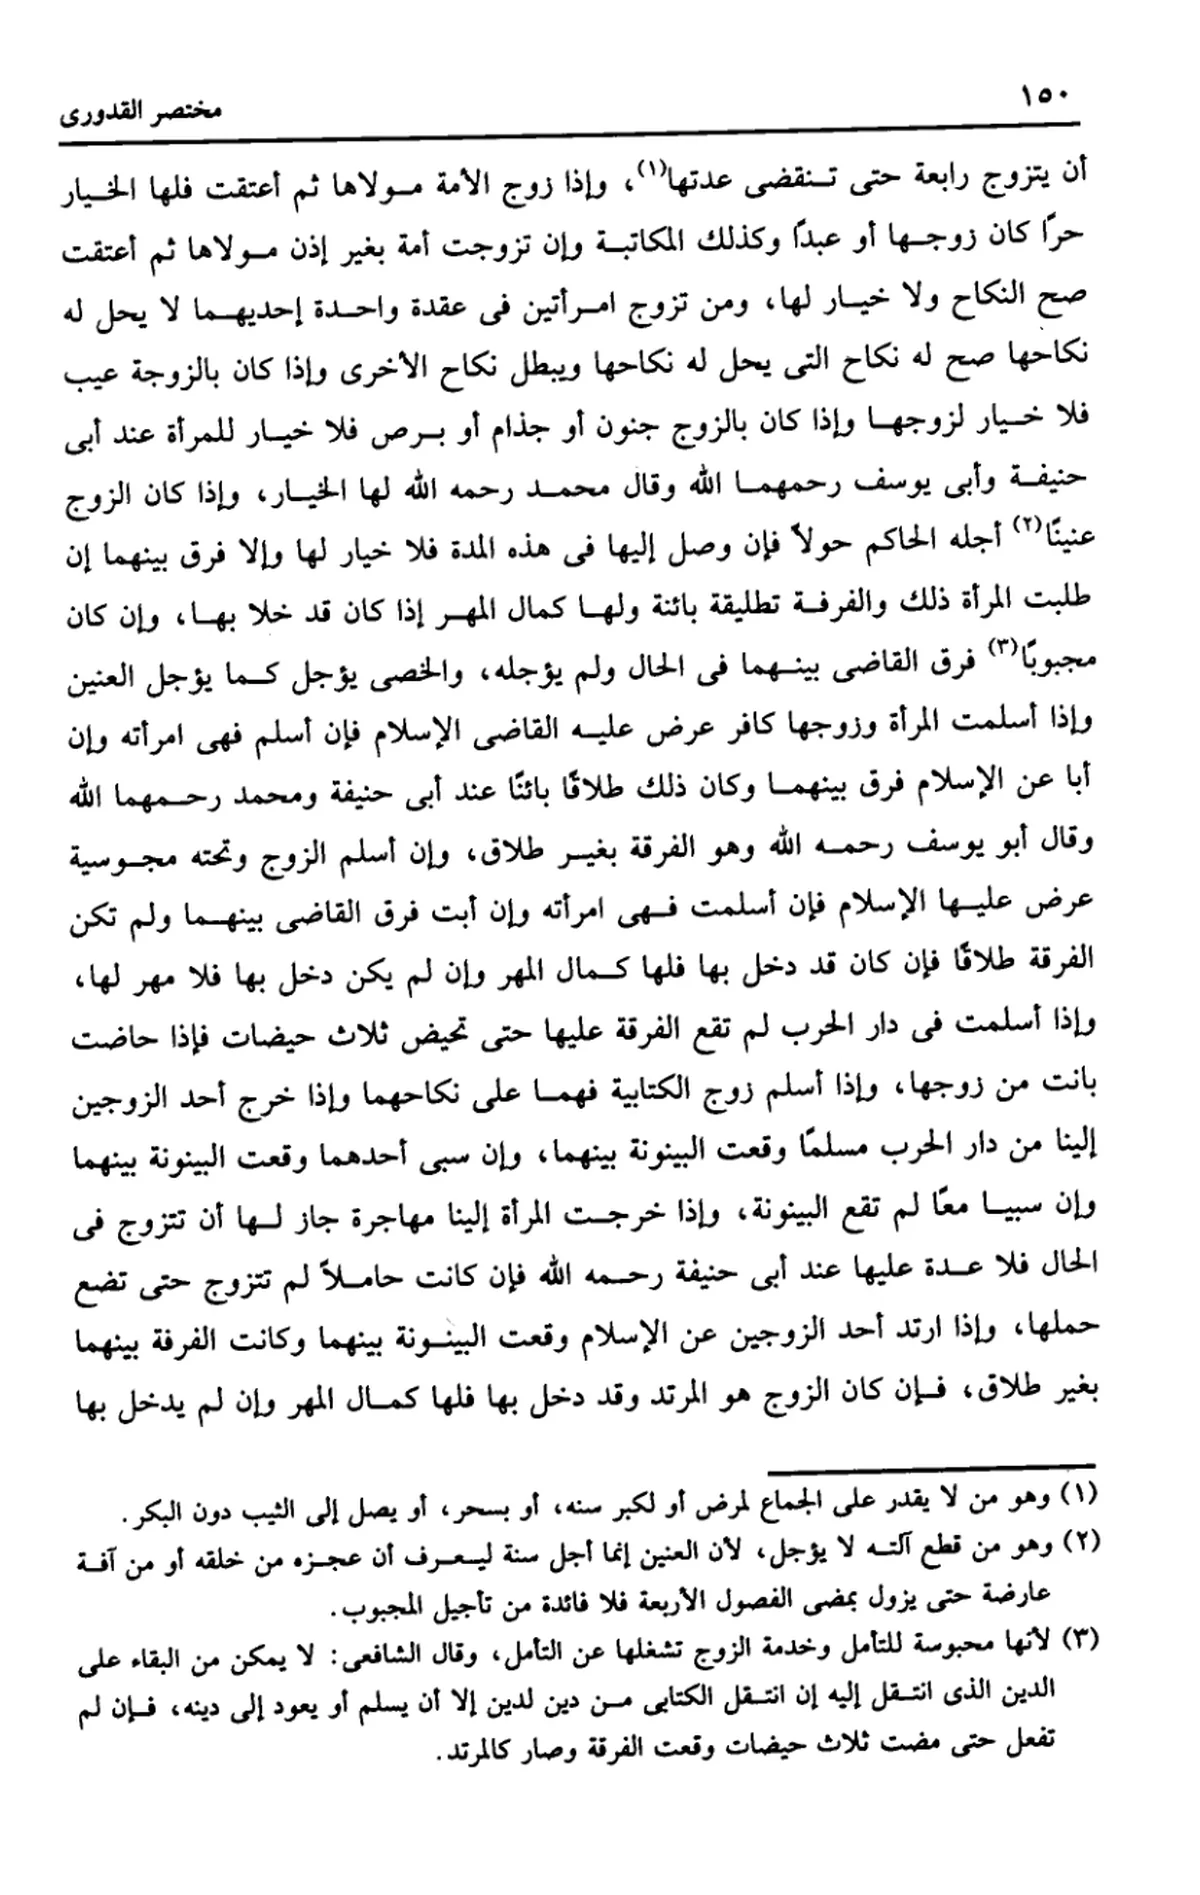 ١٥٠
مختصر القدورى
أن يتزوج رابعة حتى تنقضى عدتها(١)، وإذا زوج الأمة مولاها ثم أعتقت فلها الخيار
حرًا كان زوجها أو عبدًا وكذلك المكاتبة وإن تزوجت أمة بغير إذن مولاها ثم أعتقت
صح النكاح ولا خيار لها، ومن تزوج امرأتين فى عقدة واحدة إحديهما لا يحل له
نكاحها صح له نكاح التى يحل له نكاحها ويبطل نكاح الأخرى وإذا كان بالزوجة عيب
فلا خيار لزوجها وإذا كان بالزوج جنون أو جذام أو برص فلا خيار للمرأة عند أبى
حنيفة وأبى يوسف رحمهما الله وقال محمد رحمه الله لها الخيار، وإذا كان الزوج
عنينًا(٢) أجله الحاكم حولاً فإن وصل إليها فى هذه المدة فلا خيار لها وإلا فرق بينهما إن
طلبت المرأة ذلك والفرفة تطليقة بائنة ولها كمال المهر إذا كان قد خلا بها، وإن كان
مجبوبًا(٣) فرق القاضى بينهما فى الحال ولم يؤجله، والخصى يؤجل كما يؤجل العنين
وإذا أسلمت المرأة وزوجها كافر عرض عليه القاضى الإسلام فإن أسلم فهى امرأته وإن
أبا عن الإسلام فرق بينهما وكان ذلك طلاقًا بائنًا عند أبى حنيفة ومحمد رحمهما الله
وقال أبو يوسف رحمه الله وهو الفرقة بغير طلاق، وإن أسلم الزوج وتحته مجوسية
عرض عليها الإسلام فإن أسلمت فهى امرأته وإن أبت فرق القاضى بينهما ولم تكن
الفرقة طلاقًا فإن كان قد دخل بها فلها كمال المهر وإن لم يكن دخل بها فلا مهر لها،
وإذا أسلمت فى دار الحرب لم تقع الفرقة عليها حتى تحيض ثلاث حيضات فإذا حاضت
بانت من زوجها، وإذا أسلم زوج الكتابية فهما على نكاحهما وإذا خرج أحد الزوجين
إلينا من دار الحرب مسلمًا وقعت البينونة بينهما، وإن سبى أحدهما وقعت البينونة بينهما
وإن سبيا معًا لم تقع البينونة، وإذا خرجت المرأة إلينا مهاجرة جاز لها أن تتزوج فى
الحال فلا عدة عليها عند أبى حنيفة رحمه الله فإن كانت حاملاً لم تتزوج حتى تضع
حملها، وإذا ارتد أحد الزوجين عن الإسلام وقعت البينونة بينهما وكانت الفرفة بينهما
بغير طلاق، فإن كان الزوج هو المرتد وقد دخل بها فلها كمال المهر وإن لم يدخل بها
(١) وهو من لا يقدر على الجماع لمرض أو لكبر سنه، أو بسحر، أو يصل إلى الثيب دون البكر.
(٢) وهو من قطع آلته لا يؤجل، لأن العنين إنما أجل سنة ليعرف أن عجزه من خلقه أو من آفة
عارضة حتى يزول بمضى الفصول الأربعة فلا فائدة من تأجيل المجبوب.
(٣) لأنها محبوسة للتأمل وخدمة الزوج تشغلها عن التأمل، وقال الشافعى: لا يمكن من البقاء على
الدين الذى انتقل إليه إن انتقل الكتابى من دين لدين إلا أن يسلم أو يعود إلى دينه، فإن لم
تفعل حتى مضت ثلاث حيضات وقعت الفرقة وصار كالمرتد.